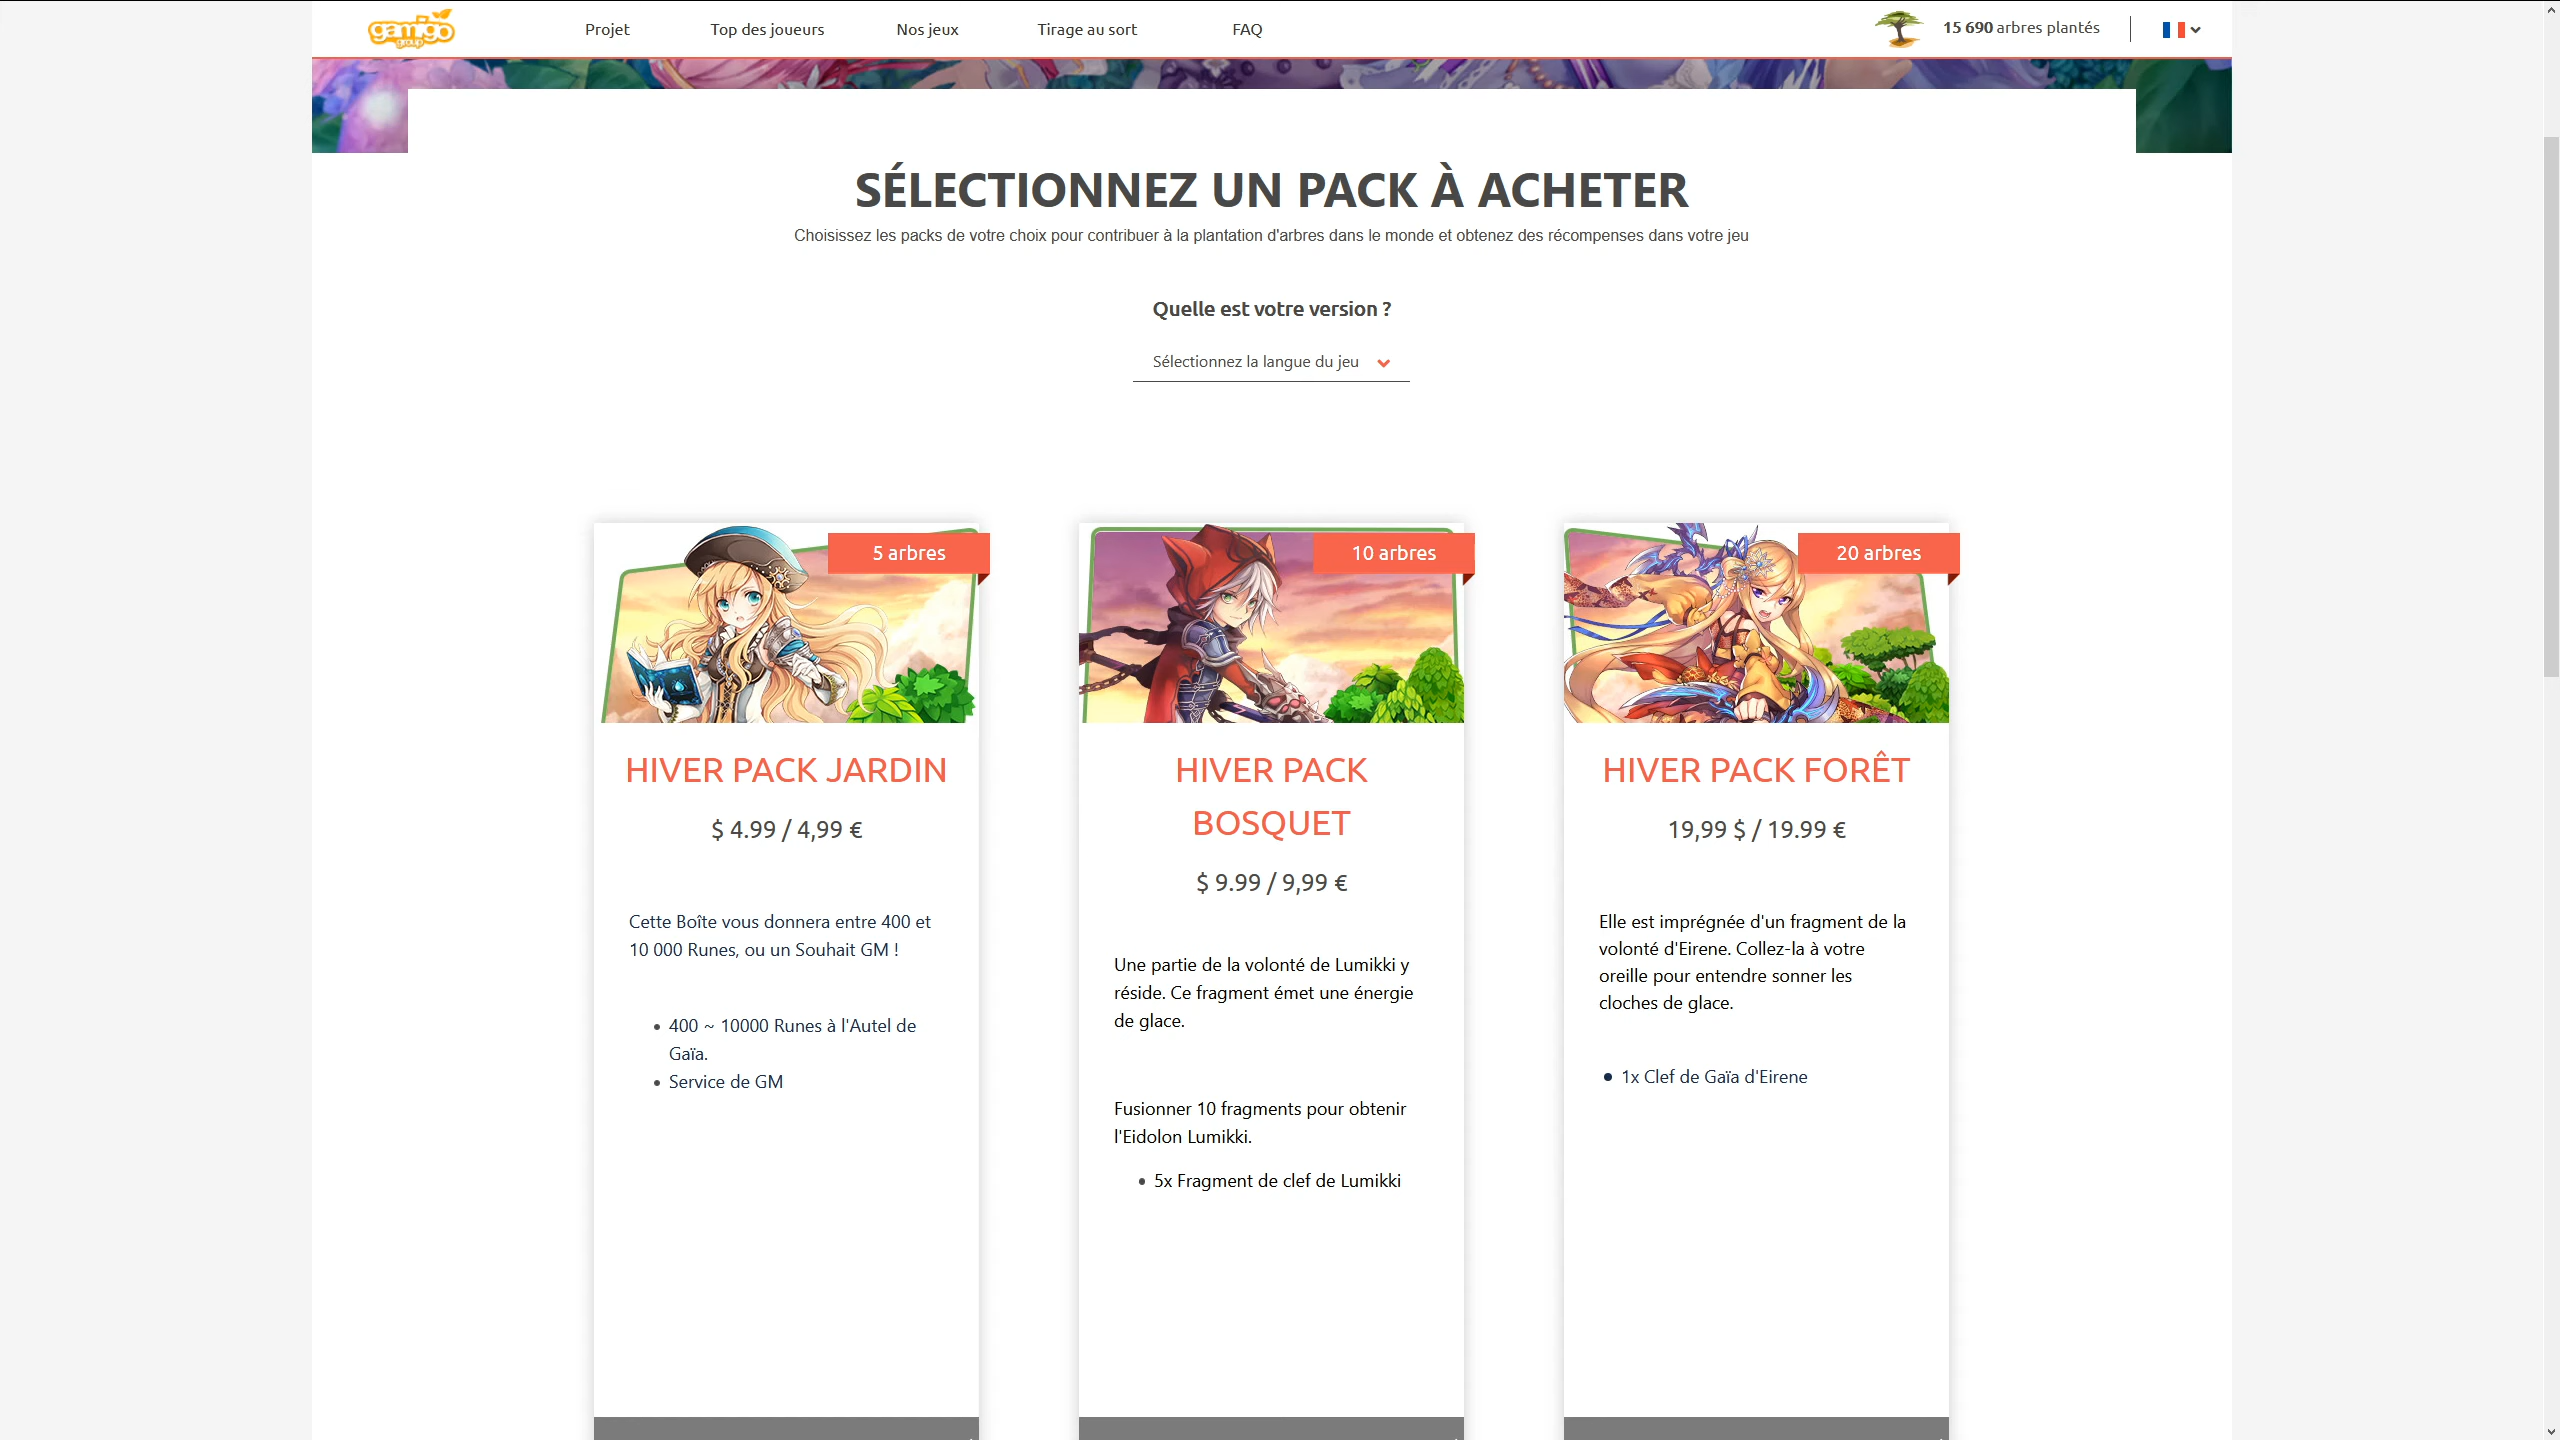 gamigo
group
Projet
Top des joueurs
Nos jeux
Tirage au sort
FAQ
15 690 arbres plantés
SÉLECTIONNEZ UN PACK À ACHETER
Choisissez les packs de votre choix pour contribuer à la plantation d'arbres dans le monde et obtenez des récompenses dans votre jeu
Quelle est votre version ?
Sélectionnez la langue du jeu
5 arbres
HIVER PACK JARDIN
$ 4.99 / 4,99 €
Cette Boîte vous donnera entre 400 et
10 000 Runes, ou un Souhait GM !
• 400 ~ 10000 Runes à l'Autel de
Gaïa.
• Service de GM
10 arbres
HIVER PACK
BOSQUET
$ 9.99 / 9,99 €
Une partie de la volonté de Lumikki y
réside. Ce fragment émet une énergie
de glace.
Fusionner 10 fragments pour obtenir
l'Eidolon Lumikki.
• 5x Fragment de clef de Lumikki
20 arbres
HIVER PACK FORÊT
19,99 $ / 19.99 €
Elle est imprégnée d'un fragment de la
volonté d'Eirene. Collez-la à votre
oreille pour entendre sonner les
cloches de glace.
• 1x Clef de Gaïa d'Eirene